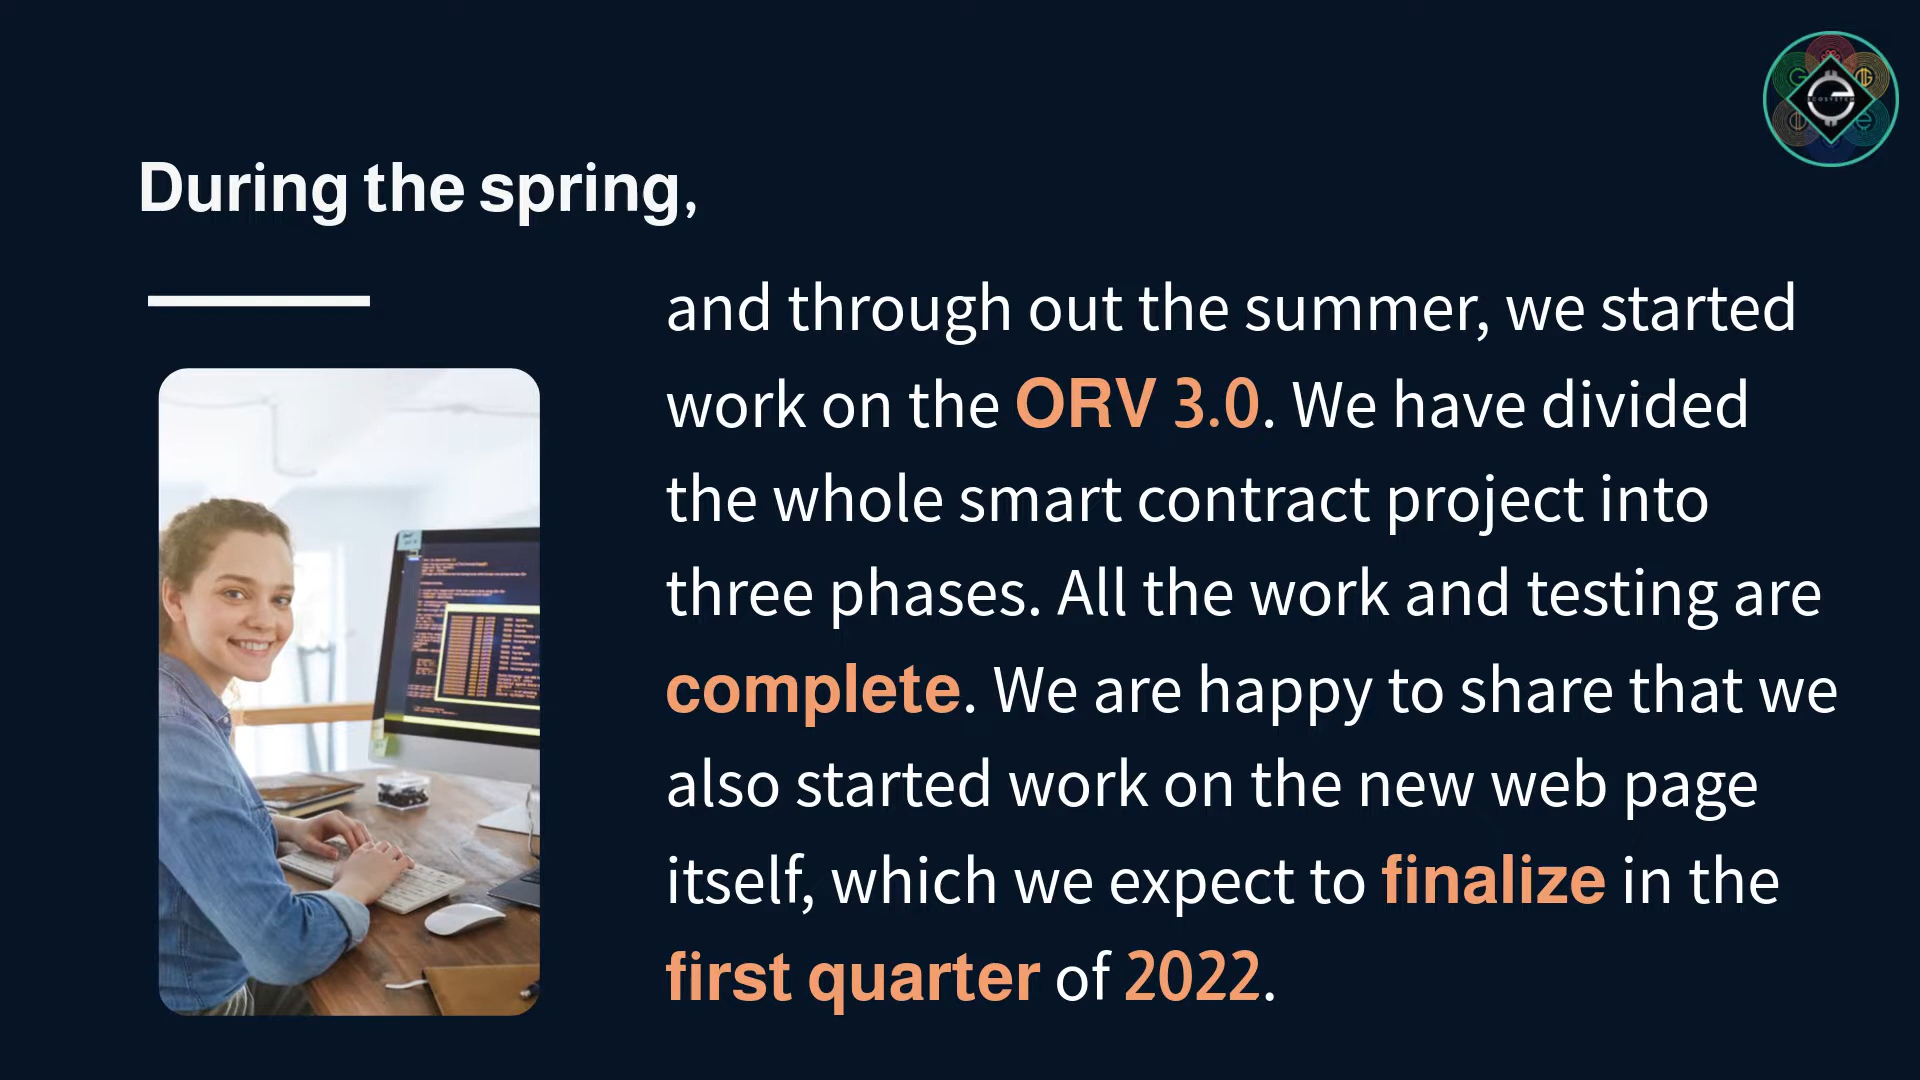 During the spring,
and through out the summer, we started
work on the ORV 3.0. We have divided
the whole smart contract project into
three phases. All the work and testing are
complete. We are happy to share that we
also started work on the new web page
itself, which we expect to finalize in the
first quarter of 2022.